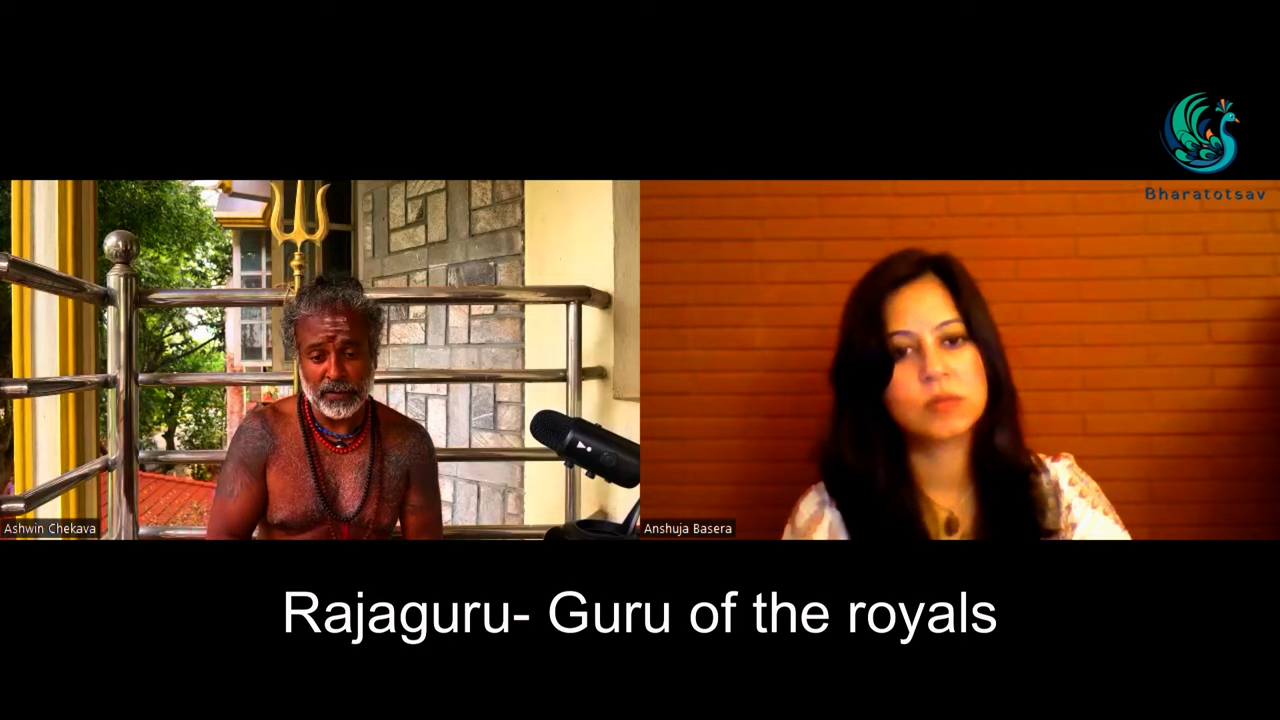 Bharatotsav
Ashwin Chekava
Anshuja Basera
Rajaguru- Guru of the royals